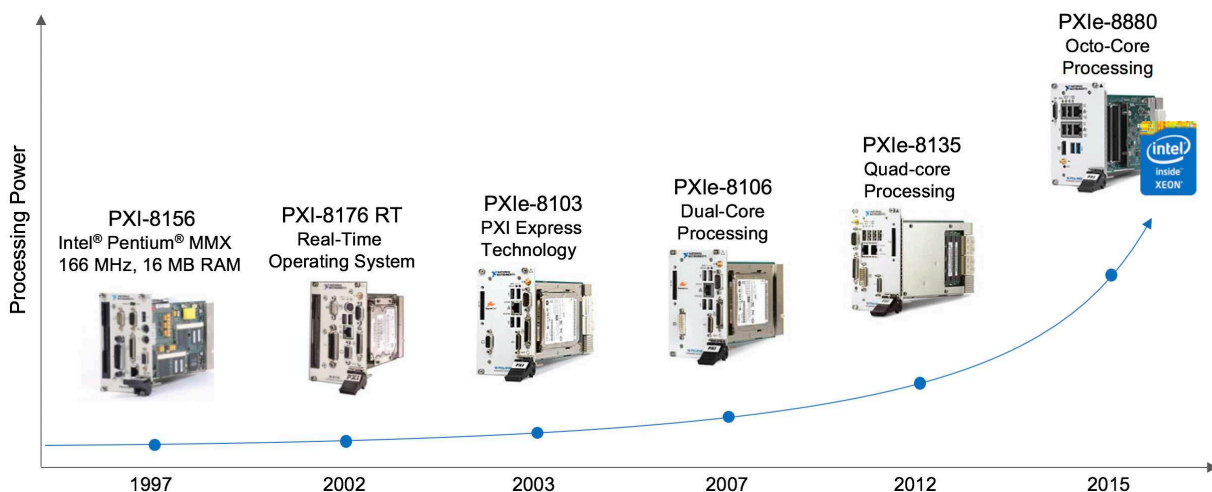 PXIe-8880
Octo-Core
Processing
intel
inside™
XEON®
PXIe-8135
Quad-core
Processing
PXIe-8106
Dual-Core
Processing
PXIe-8103
PXI Express
Technology
PXI-8176 RT
Real-Time
Operating System
PXI-8156
Intel® Pentium® MMX
166 MHz, 16 MB RAM
Processing Power
1997
2002
2003
2007
2012
2015